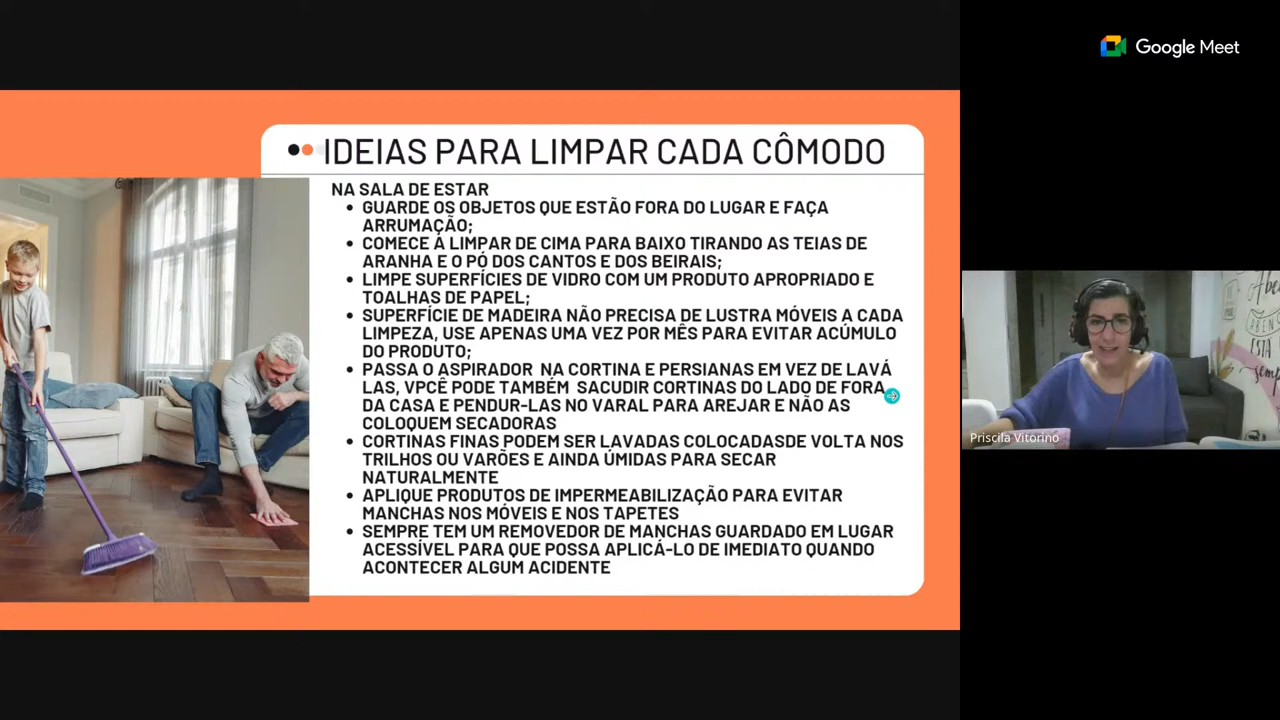 Google Meet
IDEIAS PARA LIMPAR CADA CÔMODO
NA SALA DE ESTAR
• GUARDE OS OBJETOS QUE ESTÃO FORA DO LUGAR E FAÇA
ARRUMAÇÃO;
• COMECE A LIMPAR DE CIMA PARA BAIXO TIRANDO AS TEIAS DE
ARANHA E O PÓ DOS CANTOS E DOS BEIRAIS;
• LIMPE SUPERFÍCIES DE VIDRO COM UM PRODUTO APROPRIADO E
TOALHAS DE PAPEL;
• SUPERFÍCIE DE MADEIRA NÃO PRECISA DE LUSTRA MÓVEIS A CADA
LIMPEZA, USE APENAS UMA VEZ POR MÊS PARA EVITAR ACÚMULO
DO PRODUTO;
• PASSA O ASPIRADOR NA CORTINA E PERSIANAS EM VEZ DE LAVÁ
LAS, VPCÊ PODE TAMBÉM SACUDIR CORTINAS DO LADO DE FORA
DA CASA E PENDUR-LAS NO VARAL PARA AREJAR E NÃO AS
COLOQUEM SECADORAS
• CORTINAS FINAS PODEM SER LAVADAS COLOCADASDE VOLTA NOS
TRILHOS OU VARÕES E AINDA ÚMIDAS PARA SECAR
NATURALMENTE
• APLIQUE PRODUTOS DE IMPERMEABILIZAÇÃO PARA EVITAR
MANCHAS NOS MÓVEIS E NOS TAPETES
• SEMPRE TEM UM REMOVEDOR DE MANCHAS GUARDADO EM LUGAR
ACESSÍVEL PARA QUE POSSA APLICÁ-LO DE IMEDIATO QUANDO
ACONTECER ALGUM ACIDENTE
Priscila Vitorino